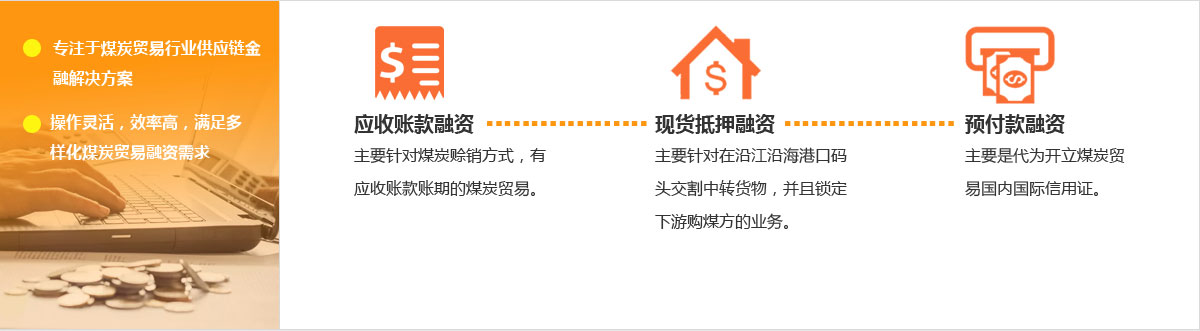 专注于煤炭贸易行业供应链金
融解决方案
操作灵活，效率高，满足多
样化煤炭贸易融资需求
应收账款融资
主要针对煤炭赊销方式，有
应收账款账期的煤炭贸易。
现货抵押融资
主要针对在沿江沿海港口码
头交割中转货物，并且锁定
下游购煤方的业务。
预付款融资
主要是代为开立煤炭贸
易国内国际信用证。